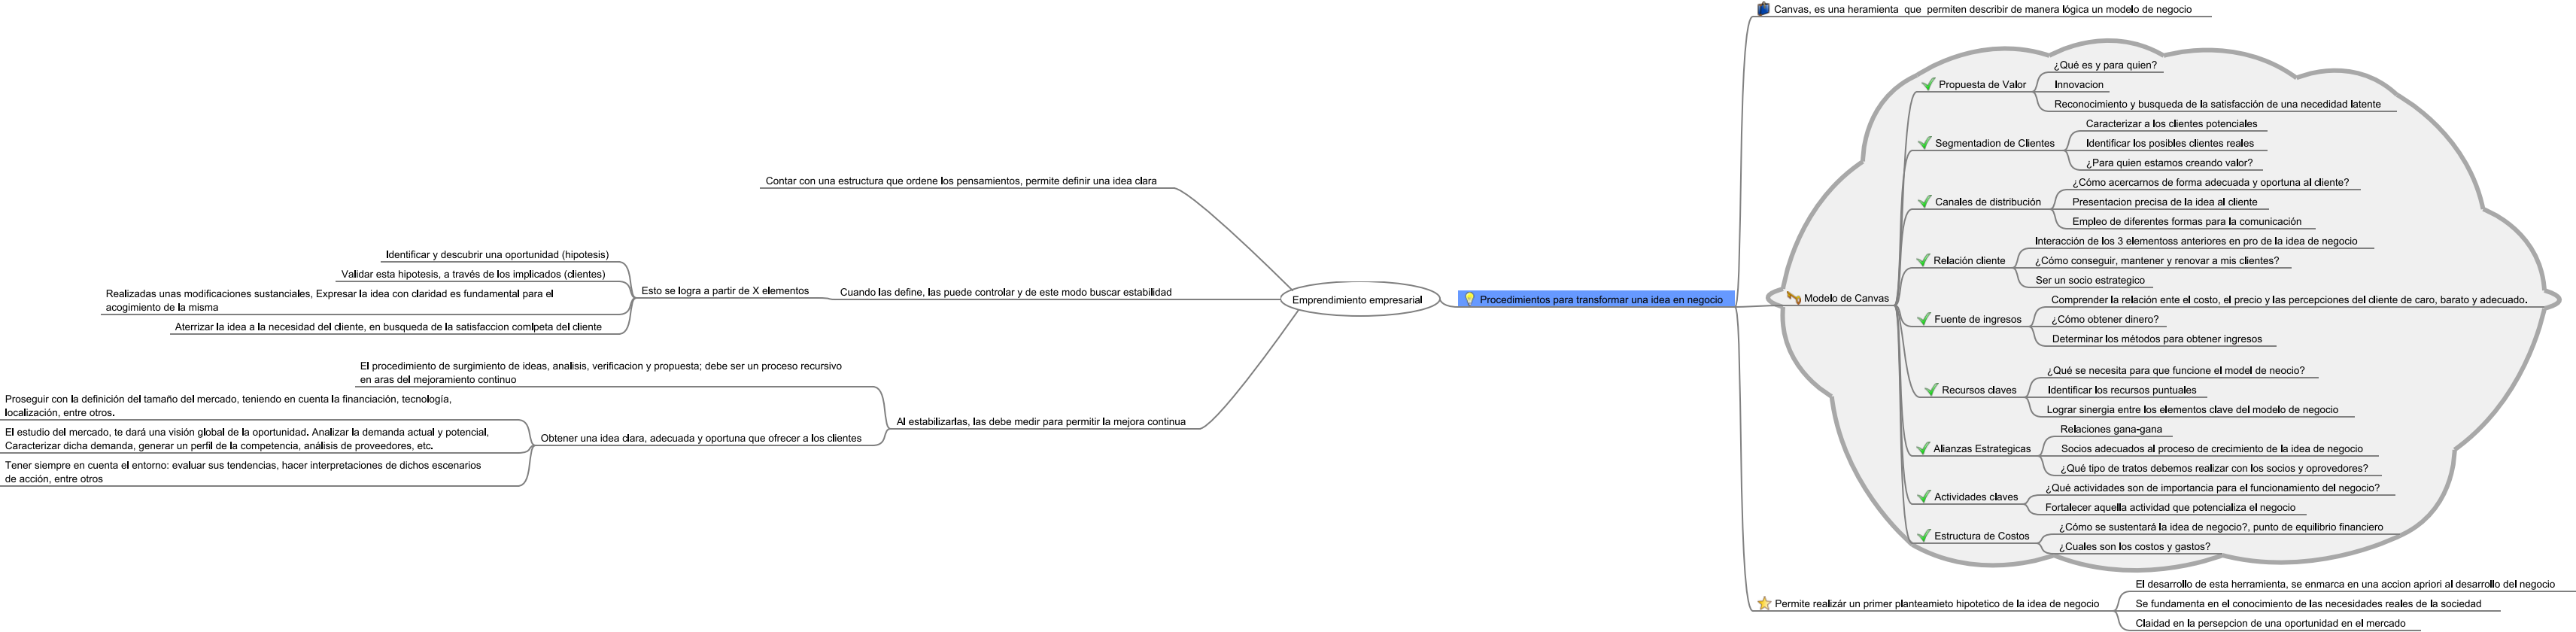 Emprendimiento empresarial
Contar con una estructura que ordene los pensamientos, permite definir una idea clara
Cuando las define, las puede controlar y de este modo buscar estabilidad
Esto se logra a partir de X elementos
Identificar y descubrir una oportunidad (hipotesis)
Validar esta hipotesis, a través de los implicados (clientes)
Realizadas unas modificaciones sustanciales, Expresar la idea con claridad es fundamental para el
acogimiento de la misma
Aterrizar la idea a la necesidad del cliente, en busqueda de la satisfaccion comlpeta del cliente
Al estabilizarlas, las debe medir para permitir la mejora continua
El procedimiento de surgimiento de ideas, analisis, verificacion y propuesta; debe ser un proceso recursivo
en aras del mejoramiento continuo
Obtener una idea clara, adecuada y oportuna que ofrecer a los clientes
Proseguir con la definición del tamaño del mercado, teniendo en cuenta la financiación, tecnología,
localización, entre otros.
El estudio del mercado, te dará una visión global de la oportunidad. Analizar la demanda actual y potencial,
Caracterizar dicha demanda, generar un perfil de la competencia, análisis de proveedores, etc.
Tener siempre en cuenta el entorno: evaluar sus tendencias, hacer interpretaciones de dichos escenarios
de acción, entre otros
Procedimientos para transformar una idea en negocio
Canvas, es una heramienta que permiten describir de manera lógica un modelo de negocio
Modelo de Canvas
Propuesta de Valor
¿Qué es y para quien?
Innovacion
Reconocimiento y busqueda de la satisfacción de una necedidad latente
Segmentadion de Clientes
Caracterizar a los clientes potenciales
Identificar los posibles clientes reales
¿Para quien estamos creando valor?
Canales de distribución
¿Cómo acercarnos de forma adecuada y oportuna al cliente?
Presentacion precisa de la idea al cliente
Empleo de diferentes formas para la comunicación
Relación cliente
Interacción de los 3 elementoss anteriores en pro de la idea de negocio
¿Cómo conseguir, mantener y renovar a mis clientes?
Ser un socio estrategico
Fuente de ingresos
Comprender la relación ente el costo, el precio y las percepciones del cliente de caro, barato y adecuado.
¿Cómo obtener dinero?
Determinar los métodos para obtener ingresos
Recursos claves
¿Qué se necesita para que funcione el model de neocio?
Identificar los recursos puntuales
Lograr sinergia entre los elementos clave del modelo de negocio
Alianzas Estrategicas
Relaciones gana-gana
Socios adecuados al proceso de crecimiento de la idea de negocio
¿Qué tipo de tratos debemos realizar con los socios y oprovedores?
Actividades claves
¿Qué actividades son de importancia para el funcionamiento del negocio?
Fortalecer aquella actividad que potencializa el negocio
Estructura de Costos
¿Cómo se sustentará la idea de negocio?, punto de equilibrio financiero
¿Cuales son los costos y gastos?
Permite realizár un primer planteamieto hipotetico de la idea de negocio
El desarrollo de esta herramienta, se enmarca en una accion apriori al desarrollo del negocio
Se fundamenta en el conocimiento de las necesidades reales de la sociedad
Claidad en la persepcion de una oportunidad en el mercado